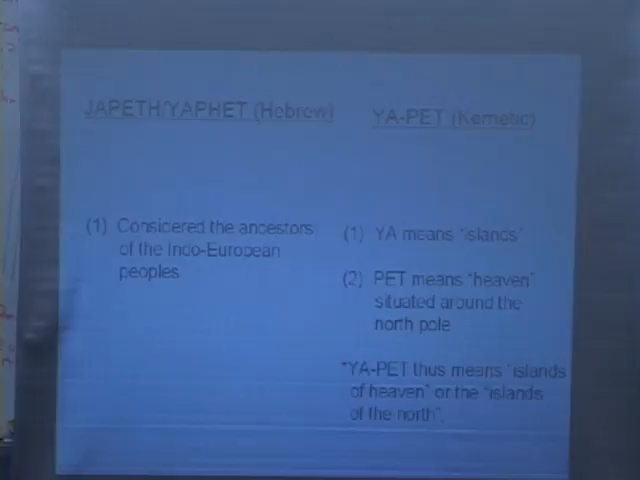 JAPETH/YAPHET (Hebrew)
(1) Considered the ancestors
of the Indo-European
peoples
YA-PET (Kemetic)
(1) YA means "islands"
(2) PET means "heaven"
situated around the
north pole
*YA-PET thus means "islands
of heaven" or the "islands
of the north".